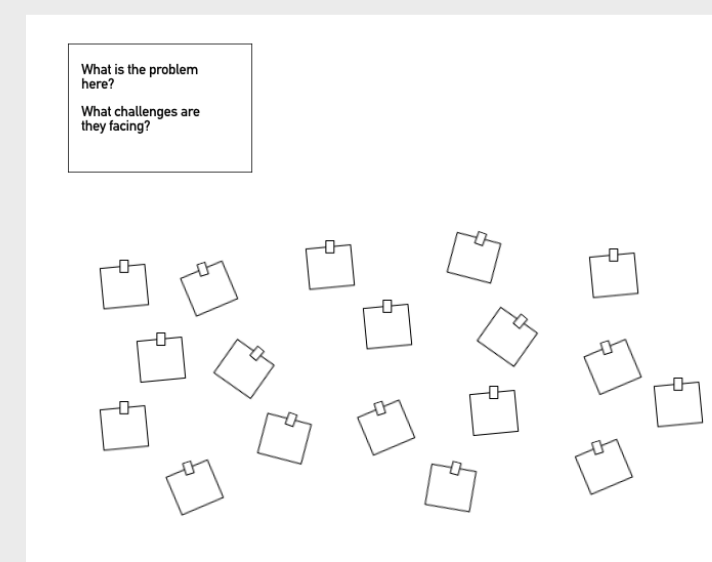 What is the problem
here?
What challenges are
they facing?